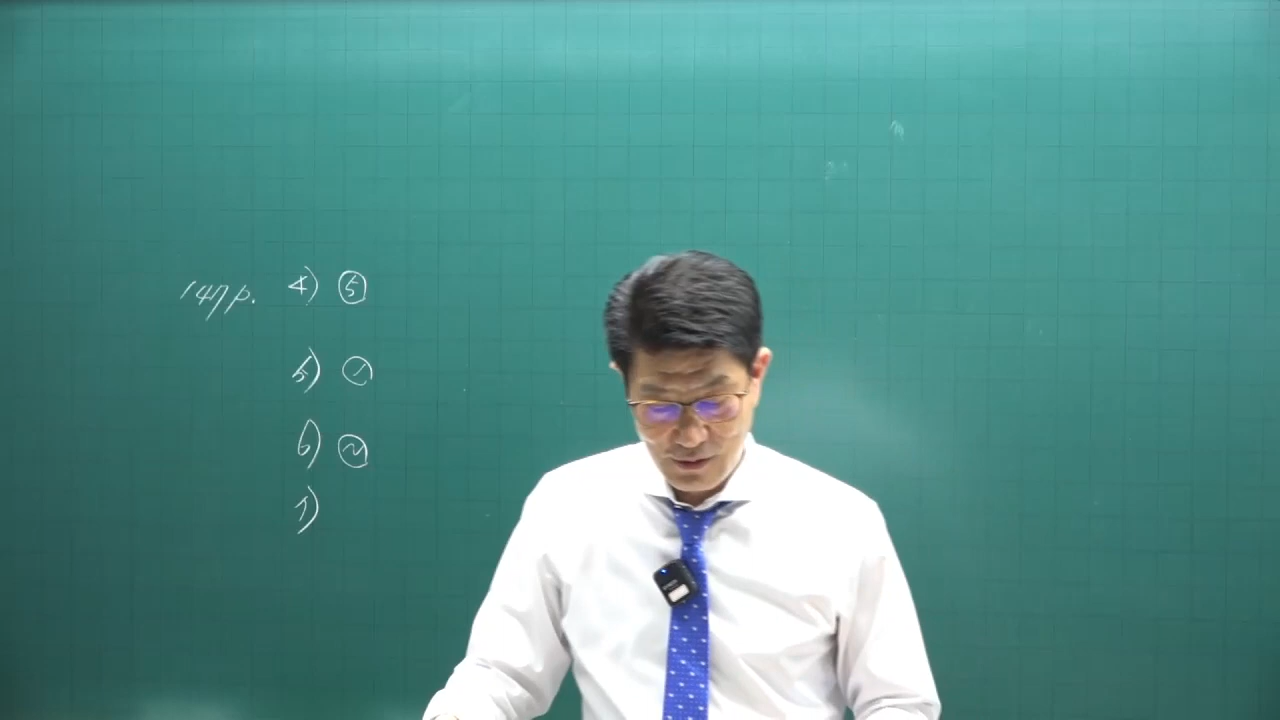 147p. 4) ⑤
5) ①
6) ②
7)